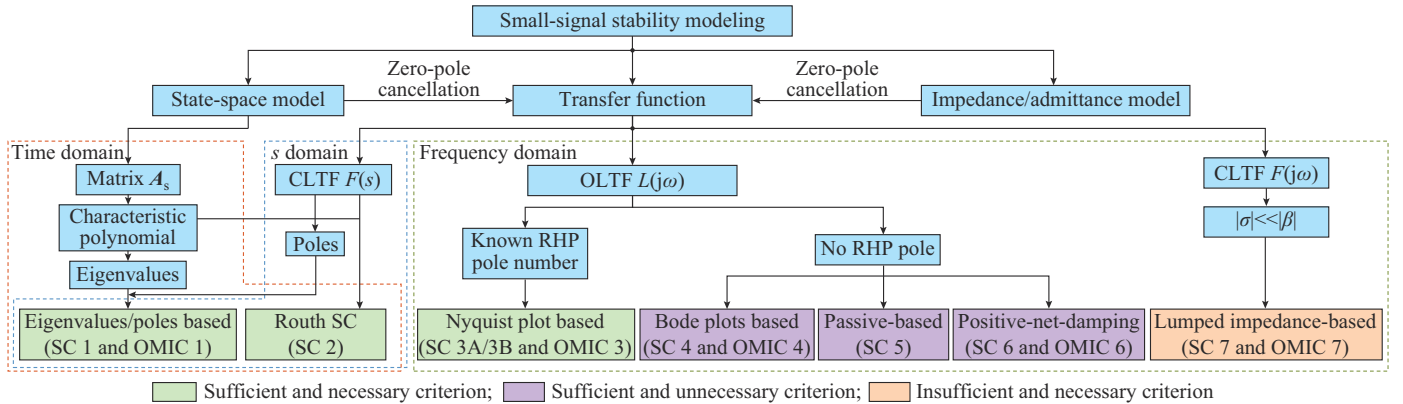 Small-signal stability modeling
Zero-pole
cancellation
Zero-pole
cancellation
State-space model
Transfer function
Impedance/admittance model
Time domain
s domain
Frequency domain
Matrix Aₛ
CLTF F(s)
OLTF L(jω)
CLTF F(jω)
Characteristic
polynomial
Poles
Known RHP
pole number
No RHP pole
|σ|<<|β|
Eigenvalues
Eigenvalues/poles based
(SC 1 and OMIC 1)
Routh SC
(SC 2)
Nyquist plot based
(SC 3A/3B and OMIC 3)
Bode plots based
(SC 4 and OMIC 4)
Passive-based
(SC 5)
Positive-net-damping
(SC 6 and OMIC 6)
Lumped impedance-based
(SC 7 and OMIC 7)
Sufficient and necessary criterion;
Sufficient and unnecessary criterion;
Insufficient and necessary criterion